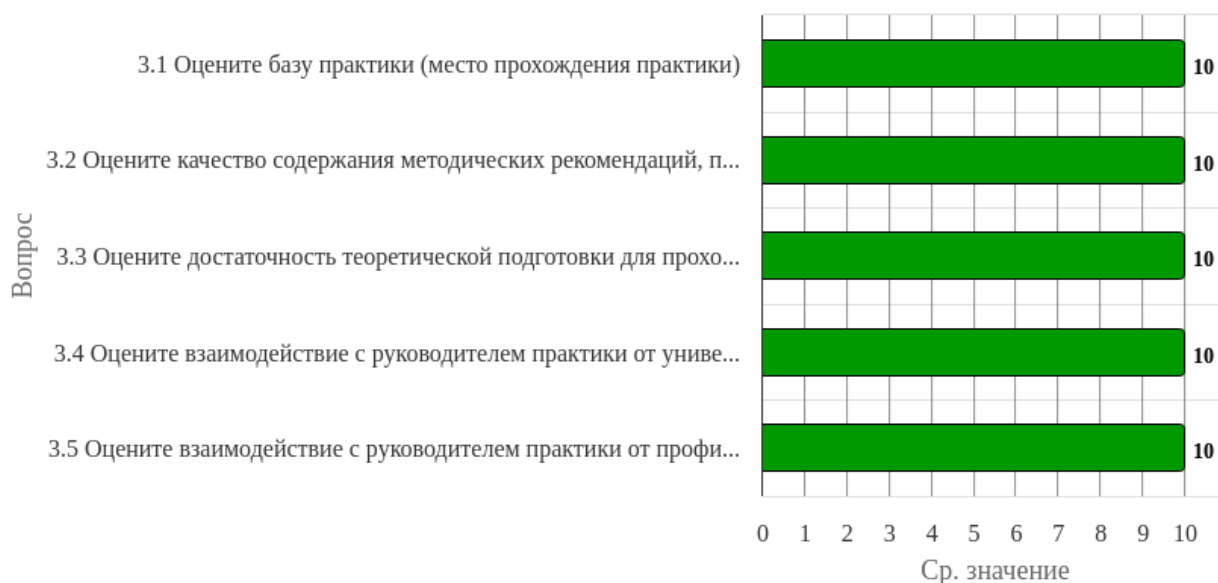 3.1 Оцените базу практики (место прохождения практики)
10
3.2 Оцените качество содержания методических рекомендаций, п...
10
3.3 Оцените достаточность теоретической подготовки для прохо...
10
3.4 Оцените взаимодействие с руководителем практики от униве...
10
3.5 Оцените взаимодействие с руководителем практики от профи...
10
Вопрос
0 1 2 3 4 5 6 7 8 9 10
Ср. значение